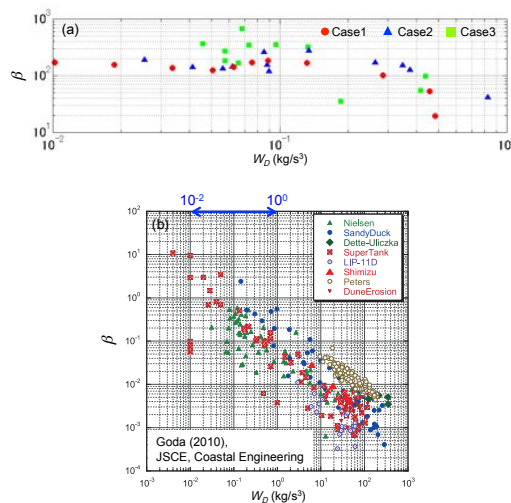 (a)
Case1
Case2
Case3
10³
10²
10¹
β
10⁻²
10⁻¹
10⁰
W_D (kg/s³)
10⁻²
10⁰
(b)
10²
10¹
10⁰
10⁻¹
10⁻²
10⁻³
10⁻⁴
β
Nielsen
SandyDuck
Dette-Uliczka
SuperTank
LIP-11D
Shimizu
Peters
DuneErosion
Goda (2010),
JSCE, Coastal Engineering
10⁻³
10⁻²
10⁻¹
10⁰
10¹
10²
10³
W_D (kg/s³)